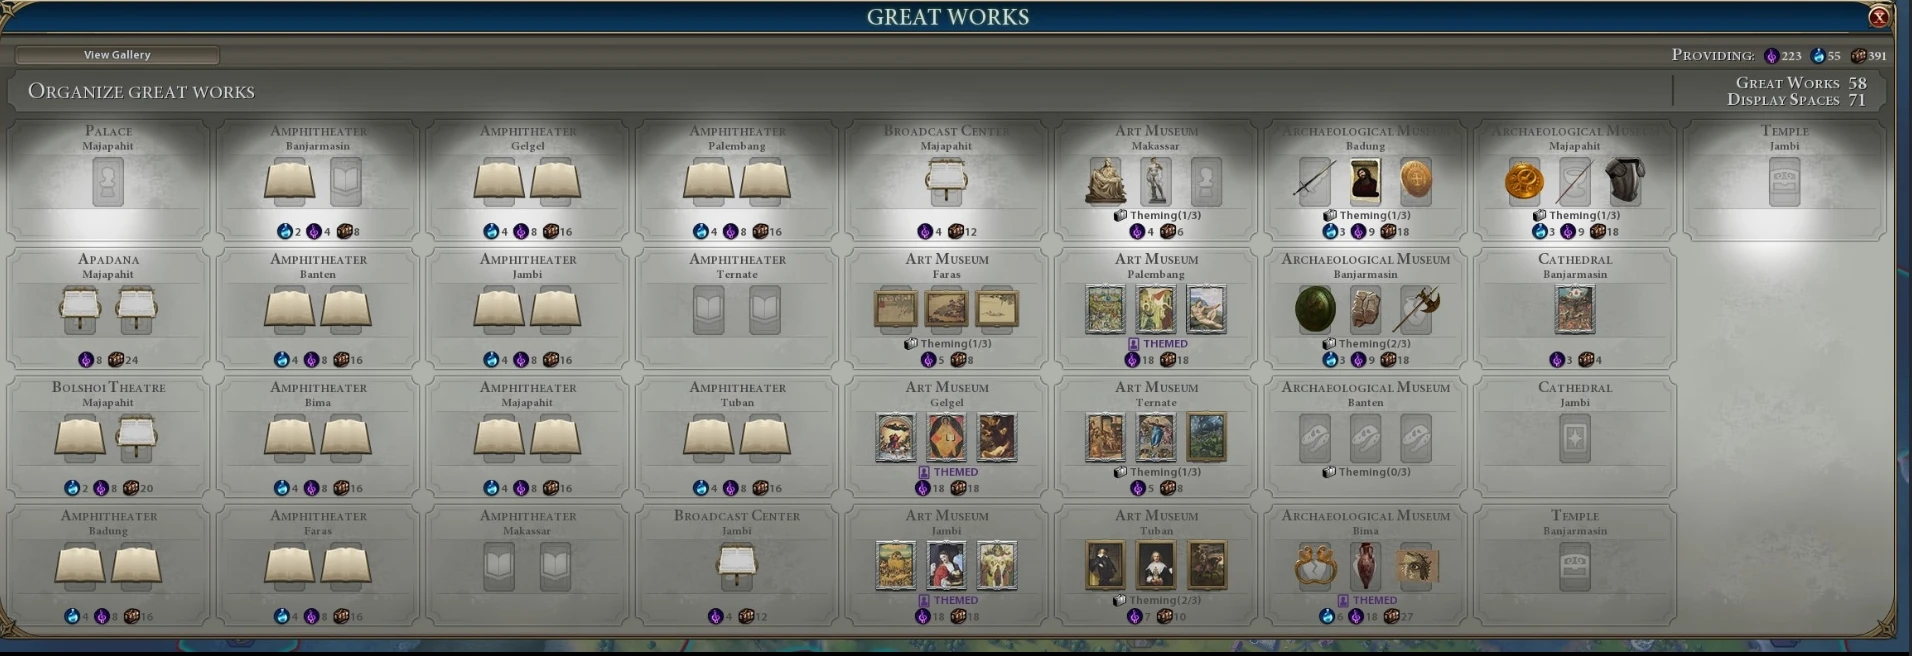 GREAT WORKS
View Gallery
PROVIDING: 223 55 391
ORGANIZE GREAT WORKS
GREAT WORKS 58
DISPLAY SPACES 71
PALACE
Majapahit
AMPHITHEATER
Banjarmasin
2 4 8
AMPHITHEATER
Gelgel
4 8 16
AMPHITHEATER
Palembang
4 8 16
BROADCAST CENTER
Majapahit
4 12
ART MUSEUM
Makassar
Theming(1/3)
4 6
ARCHAEOLOGICAL MUSEUM
Badung
Theming(1/3)
3 9 18
ARCHAEOLOGICAL MUSEUM
Majapahit
Theming(1/3)
3 9 18
TEMPLE
Jambi
APADANA
Majapahit
8 24
AMPHITHEATER
Banten
4 8 16
AMPHITHEATER
Jambi
4 8 16
AMPHITHEATER
Ternate
ART MUSEUM
Faras
Theming(1/3)
5 8
ART MUSEUM
Palembang
THEMED
18 18
ARCHAEOLOGICAL MUSEUM
Banjarmasin
Theming(2/3)
3 9 18
CATHEDRAL
Banjarmasin
3 4
BOLSHOI THEATRE
Majapahit
2 8 20
AMPHITHEATER
Bima
4 8 16
AMPHITHEATER
Majapahit
4 8 16
AMPHITHEATER
Tuban
4 8 16
ART MUSEUM
Gelgel
THEMED
18 18
ART MUSEUM
Ternate
Theming(1/3)
5 8
ARCHAEOLOGICAL MUSEUM
Banten
Theming(0/3)
CATHEDRAL
Jambi
AMPHITHEATER
Badung
4 8 16
AMPHITHEATER
Faras
4 8 16
AMPHITHEATER
Makassar
BROADCAST CENTER
Jambi
4 12
ART MUSEUM
Jambi
THEMED
18 18
ART MUSEUM
Tuban
Theming(2/3)
7 10
ARCHAEOLOGICAL MUSEUM
Bima
THEMED
6 18 27
TEMPLE
Banjarmasin